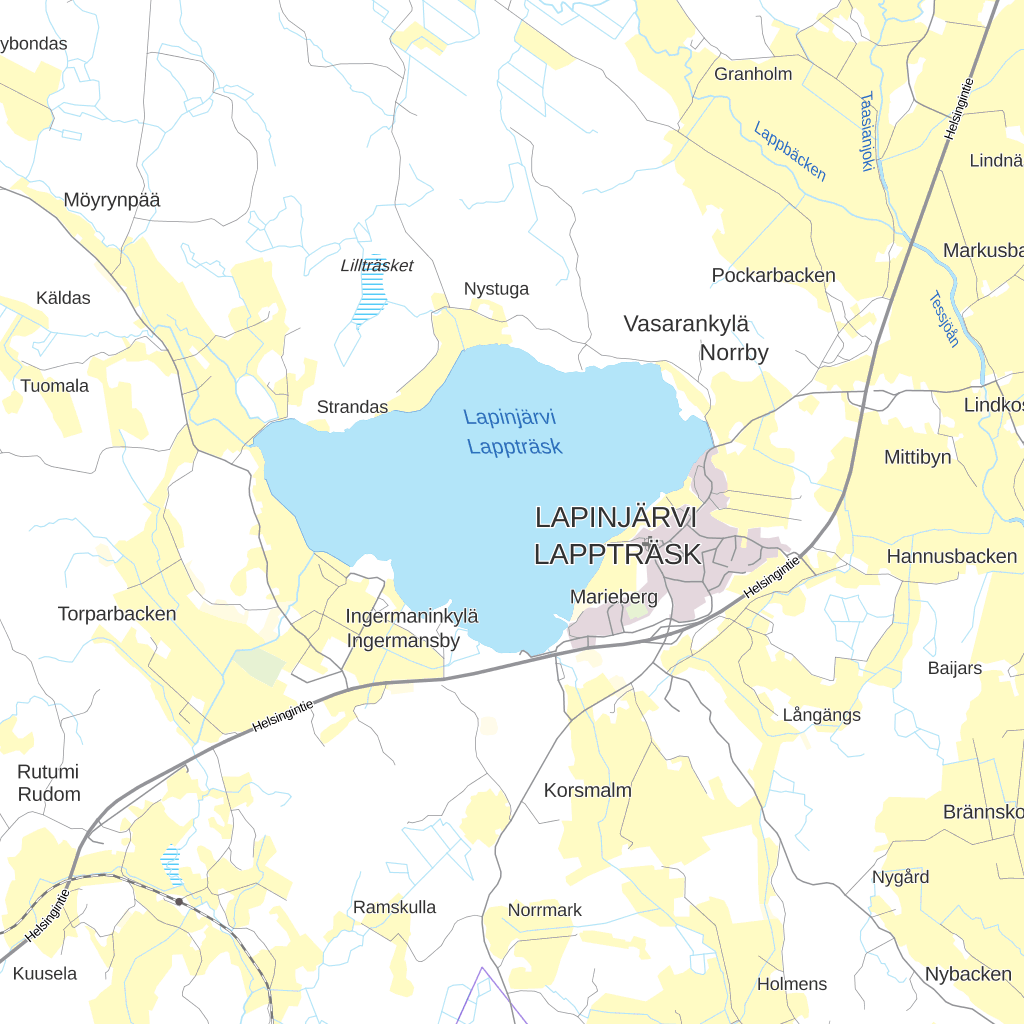 ybondas
Granholm
Helsingintie
Taasianjoki
Lappbäcken
Lindnä
Möyrynpää
Markusba
Lillträsket
Pockarbacken
Nystuga
Käldas
Tessjöån
Vasarankylä
Norrby
Tuomala
Strandas
Lapinjärvi
Lappträsk
Lindkos
Mittibyn
LAPINJÄRVI
LAPPTRÄSK
Hannusbacken
Helsingintie
Marieberg
Torparbacken
Ingermaninkylä
Ingermansby
Baijars
Långängs
Helsingintie
Rutumi
Rudom
Korsmalm
Brännsko
Nygård
Ramskulla
Norrmark
Helsingintie
Kuusela
Nybacken
Holmens